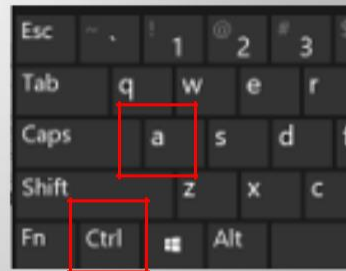 Esc ~ ` ! 1 @ 2 # 3 $
Tab q w e r
Caps a s d f
Shift z x c
Fn Ctrl Alt